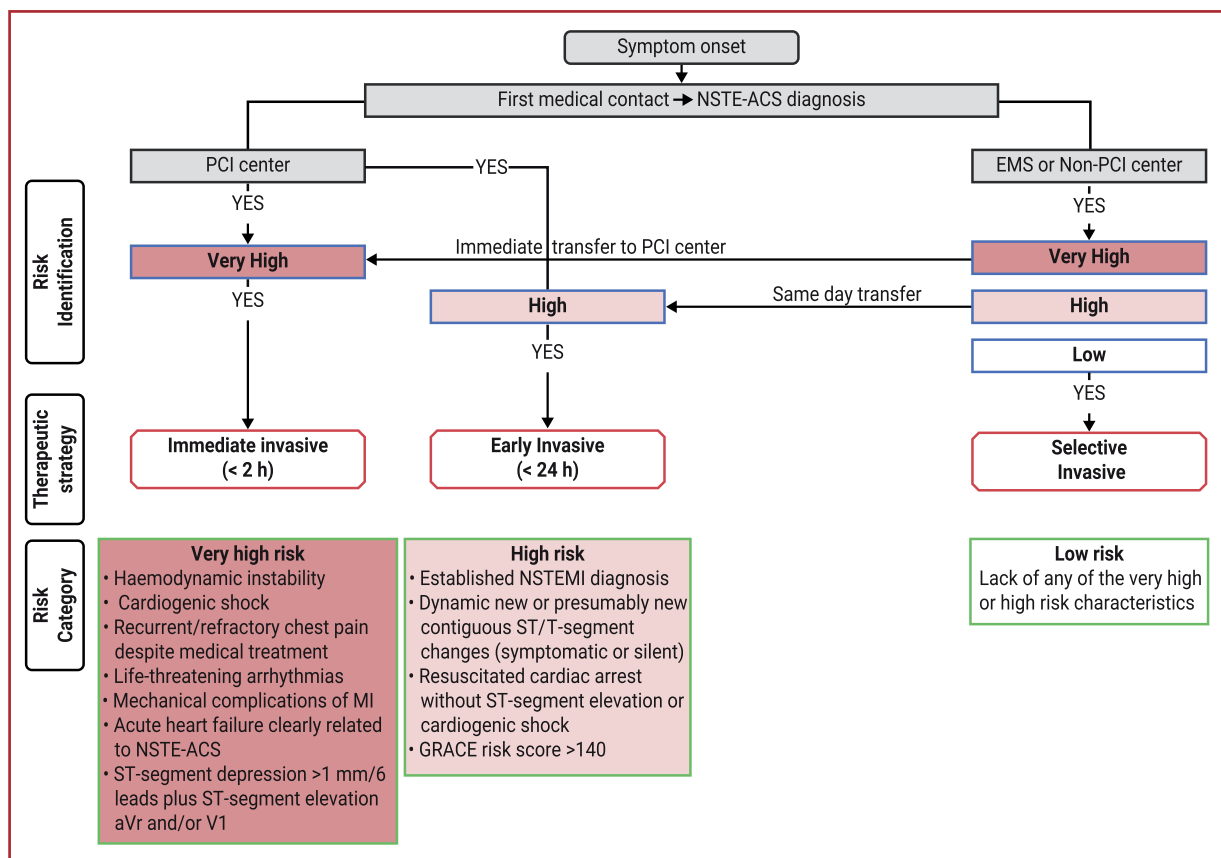 Symptom onset
First medical contact → NSTE-ACS diagnosis
PCI center
YES
EMS or Non-PCI center
YES
YES
Risk
Identification
Very High
Immediate transfer to PCI center
Very High
YES
High
Same day transfer
High
YES
Low
YES
Therapeutic
strategy
Immediate invasive
(< 2 h)
Early Invasive
(< 24 h)
Selective
Invasive
Risk
Category
Very high risk
• Haemodynamic instability
• Cardiogenic shock
• Recurrent/refractory chest pain
despite medical treatment
• Life-threatening arrhythmias
• Mechanical complications of MI
• Acute heart failure clearly related
to NSTE-ACS
• ST-segment depression >1 mm/6
leads plus ST-segment elevation
aVr and/or V1
High risk
• Established NSTEMI diagnosis
• Dynamic new or presumably new
contiguous ST/T-segment
changes (symptomatic or silent)
• Resuscitated cardiac arrest
without ST-segment elevation or
cardiogenic shock
• GRACE risk score >140
Low risk
Lack of any of the very high
or high risk characteristics